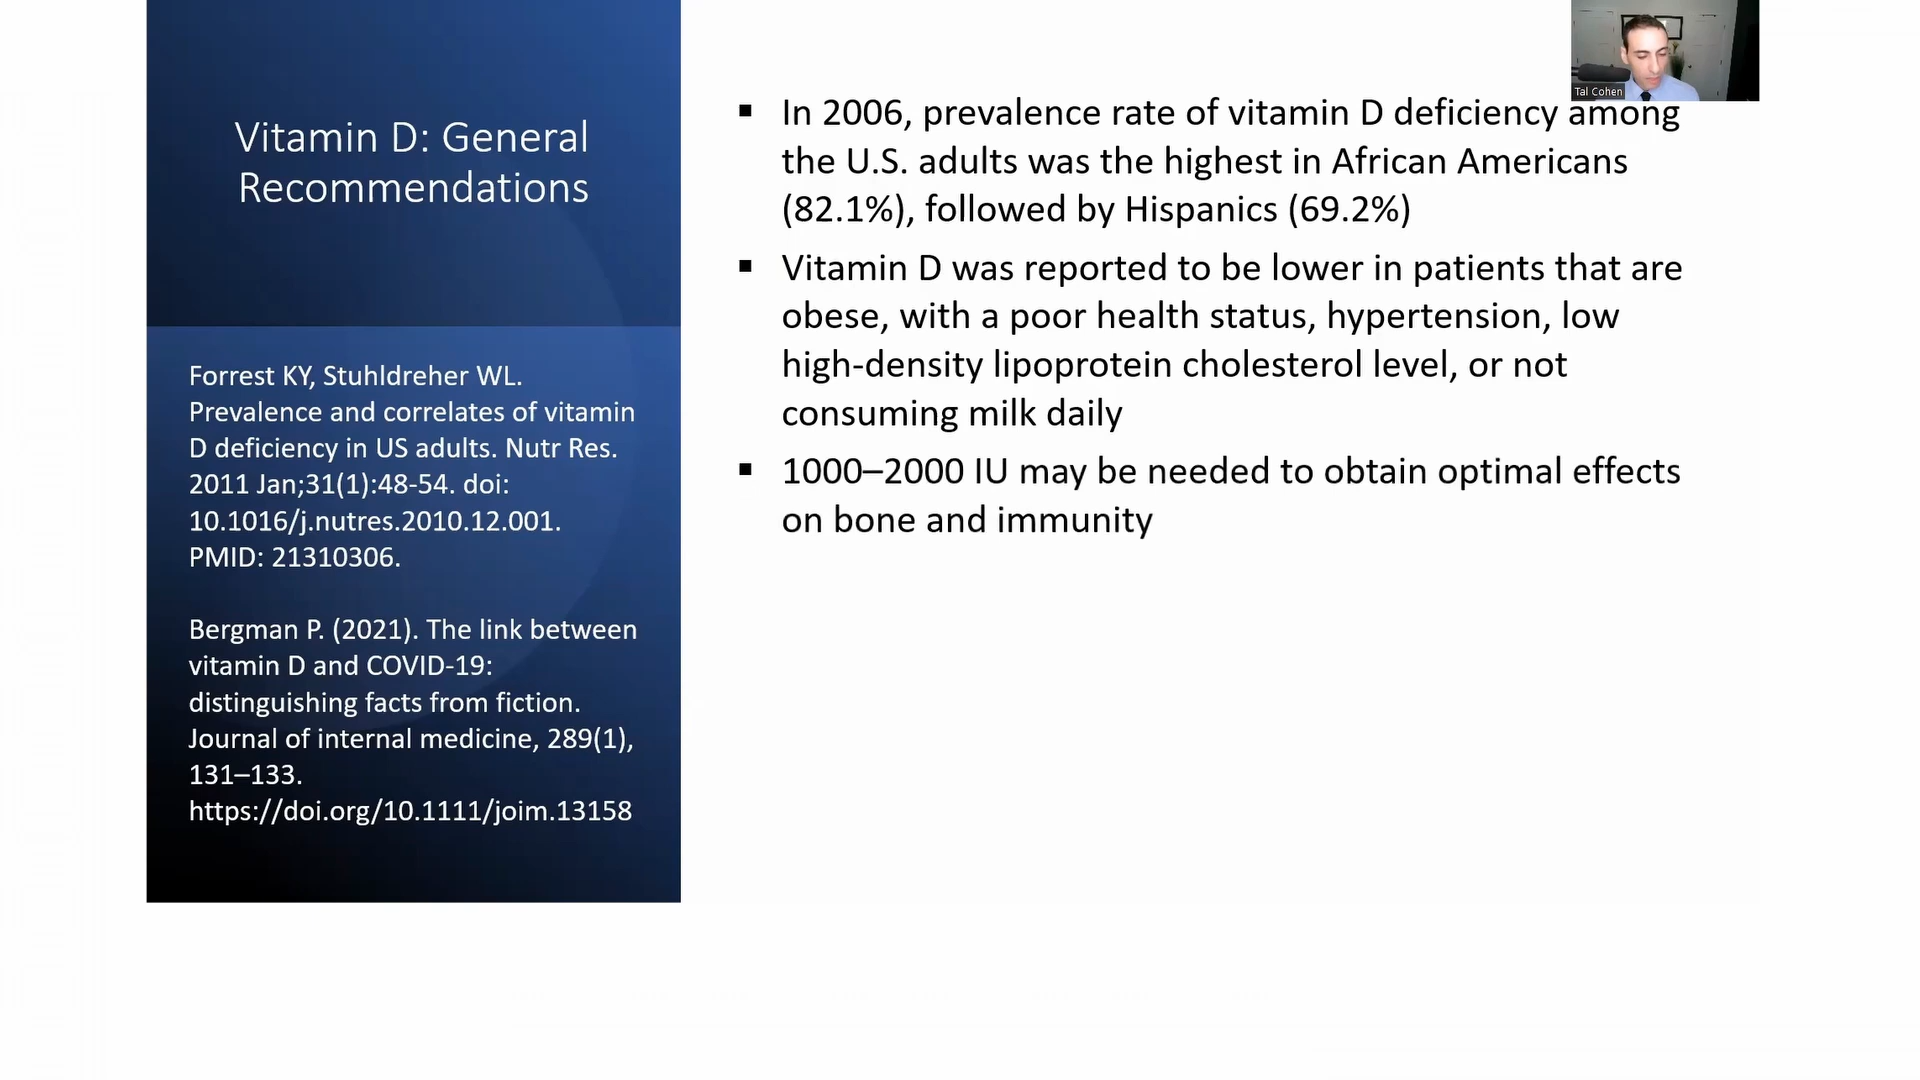 Vitamin D: General
Recommendations
Forrest KY, Stuhldreher WL.
Prevalence and correlates of vitamin
D deficiency in US adults. Nutr Res.
2011 Jan;31(1):48-54. doi:
10.1016/j.nutres.2010.12.001.
PMID: 21310306.
Bergman P. (2021). The link between
vitamin D and COVID-19:
distinguishing facts from fiction.
Journal of internal medicine, 289(1),
131–133.
https://doi.org/10.1111/joim.13158
Tal Cohen
▪ In 2006, prevalence rate of vitamin D deficiency among
the U.S. adults was the highest in African Americans
(82.1%), followed by Hispanics (69.2%)
▪ Vitamin D was reported to be lower in patients that are
obese, with a poor health status, hypertension, low
high-density lipoprotein cholesterol level, or not
consuming milk daily
▪ 1000–2000 IU may be needed to obtain optimal effects
on bone and immunity